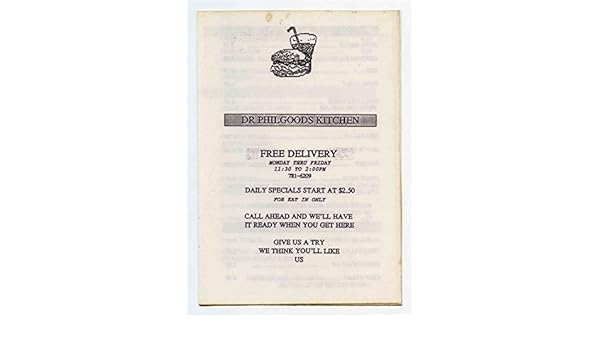 DR PHILGOODS KITCHEN
FREE DELIVERY
MONDAY THRU FRIDAY
11:30 TO 2:00PM
781-6209
DAILY SPECIALS START AT $2.50
FOR EAT IN ONLY
CALL AHEAD AND WE'LL HAVE
IT READY WHEN YOU GET HERE
GIVE US A TRY
WE THINK YOU'LL LIKE
US